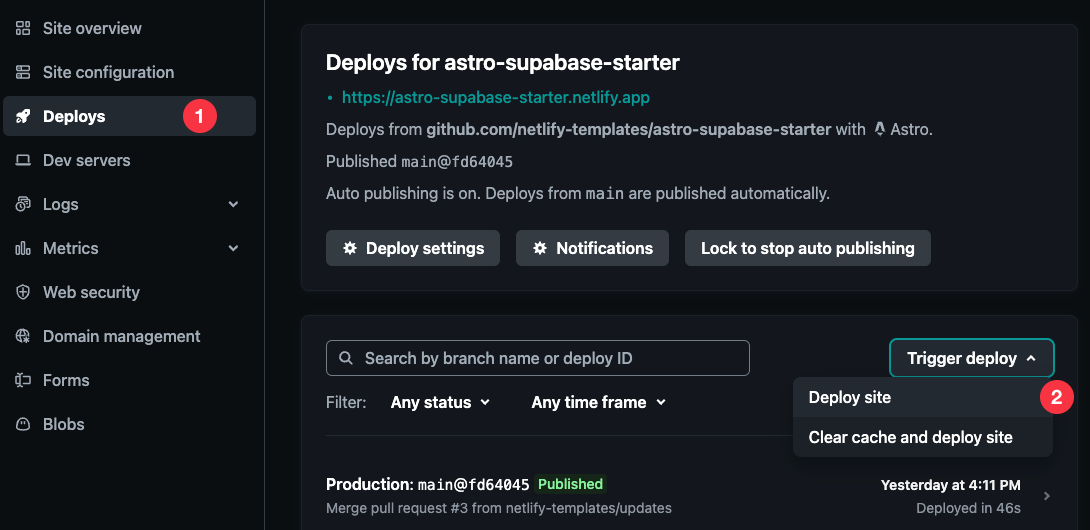 Site overview
Site configuration
Deploys 1
Dev servers
Logs
Metrics
Web security
Domain management
Forms
Blobs
Deploys for astro-supabase-starter
• https://astro-supabase-starter.netlify.app
Deploys from github.com/netlify-templates/astro-supabase-starter with Astro.
Published main@fd64045
Auto publishing is on. Deploys from main are published automatically.
Deploy settings Notifications Lock to stop auto publishing
Search by branch name or deploy ID Trigger deploy
Filter: Any status Any time frame
Deploy site 2
Clear cache and deploy site
Production: main@fd64045 Published Yesterday at 4:11 PM
Merge pull request #3 from netlify-templates/updates Deployed in 46s